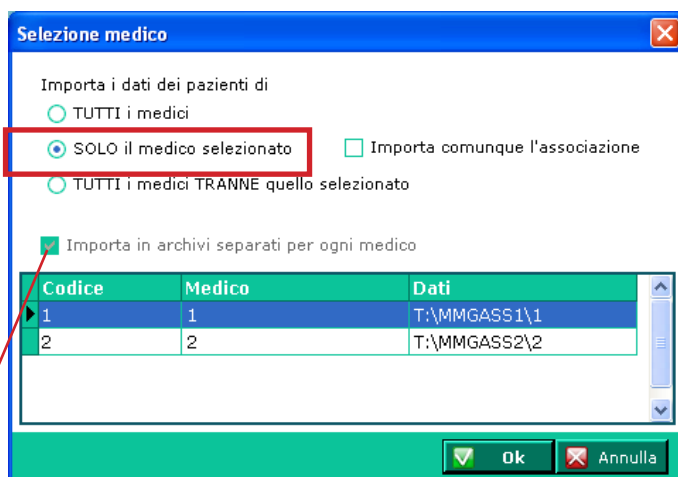 Selezione medico
Importa i dati dei pazienti di
TUTTI i medici
SOLO il medico selezionato Importa comunque l'associazione
TUTTI i medici TRANNE quello selezionato
Importa in archivi separati per ogni medico
Codice Medico Dati
1 1 T:\MMGASS1\1
2 2 T:\MMGASS2\2
Ok Annulla